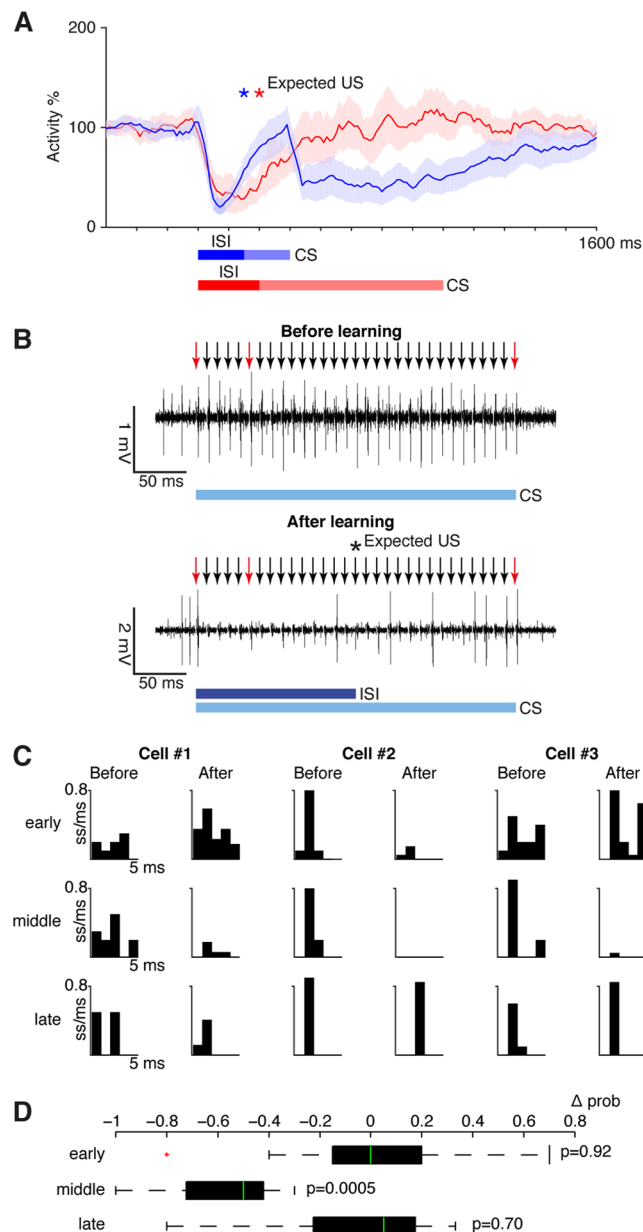 A
200
Activity %
100
0
* * Expected US
1600 ms
ISI
CS
ISI
CS
B
Before learning
1 mV
50 ms
CS
After learning
* Expected US
2 mV
50 ms
ISI
CS
C
Cell #1 Cell #2 Cell #3
Before After Before After Before After
early
0.8
ss/ms
5 ms
middle
0.8
ss/ms
5 ms
late
0.8
ss/ms
5 ms
D
Δ prob
−1 −0.8 −0.6 −0.4 −0.2 0 0.2 0.4 0.6 0.8
early p=0.92
middle p=0.0005
late p=0.70